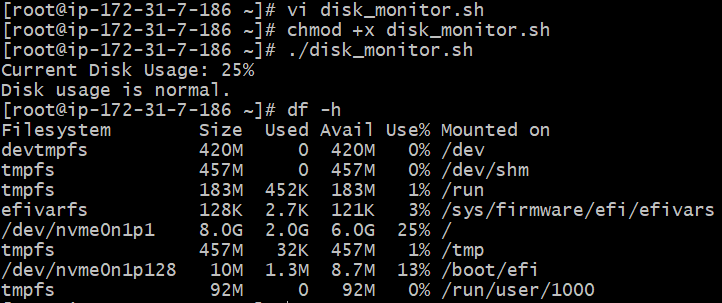 [root@ip-172-31-7-186 ~]# vi disk_monitor.sh
[root@ip-172-31-7-186 ~]# chmod +x disk_monitor.sh
[root@ip-172-31-7-186 ~]# ./disk_monitor.sh
Current Disk Usage: 25%
Disk usage is normal.
[root@ip-172-31-7-186 ~]# df -h
Filesystem        Size  Used Avail Use% Mounted on
devtmpfs          420M     0  420M   0% /dev
tmpfs             457M     0  457M   0% /dev/shm
tmpfs             183M  452K  183M   1% /run
efivarfs          128K  2.7K  121K   3% /sys/firmware/efi/efivars
/dev/nvme0n1p1    8.0G  2.0G  6.0G  25% /
tmpfs             457M   32K  457M   1% /tmp
/dev/nvme0n1p128   10M  1.3M  8.7M  13% /boot/efi
tmpfs              92M     0   92M   0% /run/user/1000